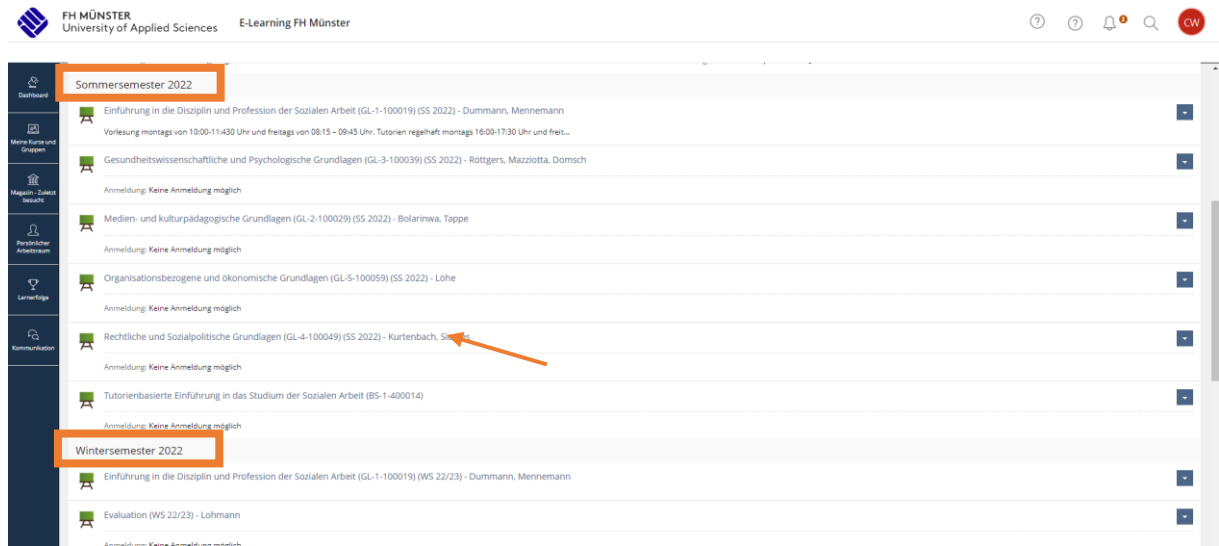 FH MÜNSTER
University of Applied Sciences
E-Learning FH Münster
2
CW
Dashboard
Meine Kurse und
Gruppen
Magazin - Zuletzt
besucht
Persönlicher
Arbeitsraum
Lernerfolge
Kommunikation
Sommersemester 2022
Einführung in die Disziplin und Profession der Sozialen Arbeit (GL-1-100019) (SS 2022) - Dummann, Mennemann
Vorlesung montags von 10:00-11:430 Uhr und freitags von 08:15 – 09:45 Uhr. Tutorien regelhaft montags 16:00-17:30 Uhr und freit...
Gesundheitswissenschaftliche und Psychologische Grundlagen (GL-3-100039) (SS 2022) - Röttgers, Mazziotta, Domsch
Anmeldung: Keine Anmeldung möglich
Medien- und kulturpädagogische Grundlagen (GL-2-100029) (SS 2022) - Bolarinwa, Tappe
Anmeldung: Keine Anmeldung möglich
Organisationsbezogene und ökonomische Grundlagen (GL-5-100059) (SS 2022) - Löhe
Anmeldung: Keine Anmeldung möglich
Rechtliche und Sozialpolitische Grundlagen (GL-4-100049) (SS 2022) - Kurtenbach,
Anmeldung: Keine Anmeldung möglich
Tutorienbasierte Einführung in das Studium der Sozialen Arbeit (BS-1-400014)
Anmeldung: Keine Anmeldung möglich
Wintersemester 2022
Einführung in die Disziplin und Profession der Sozialen Arbeit (GL-1-100019) (WS 22/23) - Dummann, Mennemann
Evaluation (WS 22/23) - Lohmann
Anmeldung: Keine Anmeldung möglich